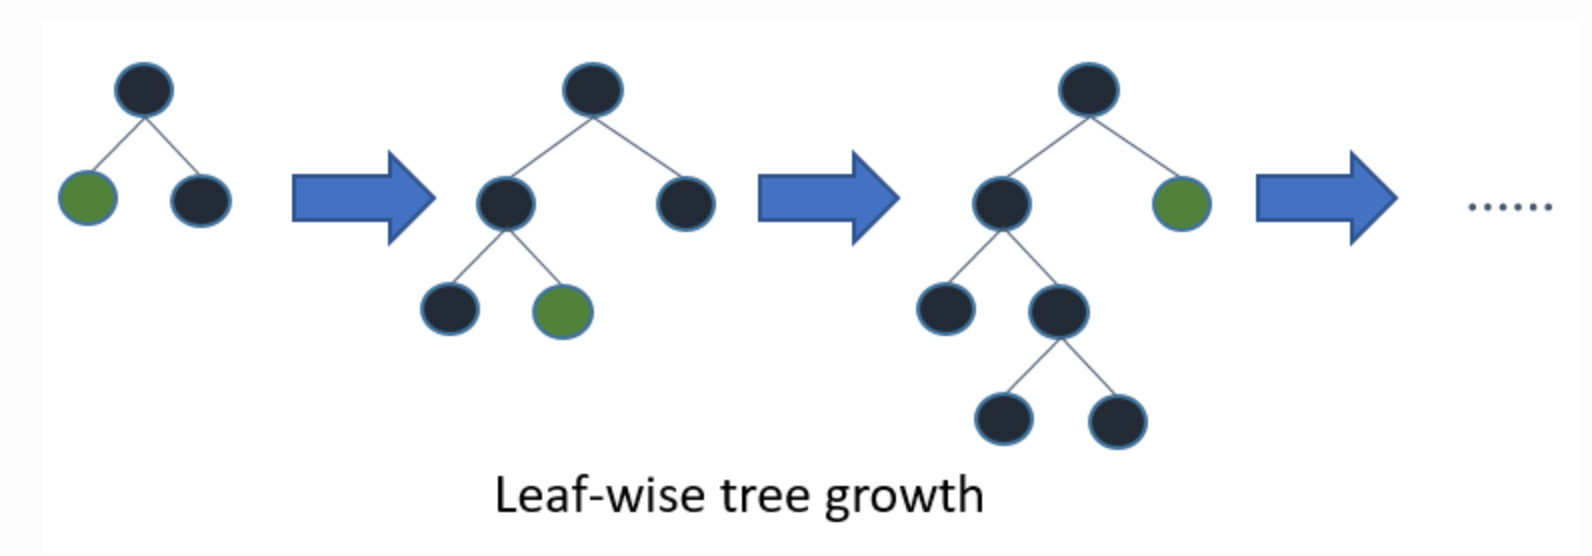 ......
Leaf-wise tree growth